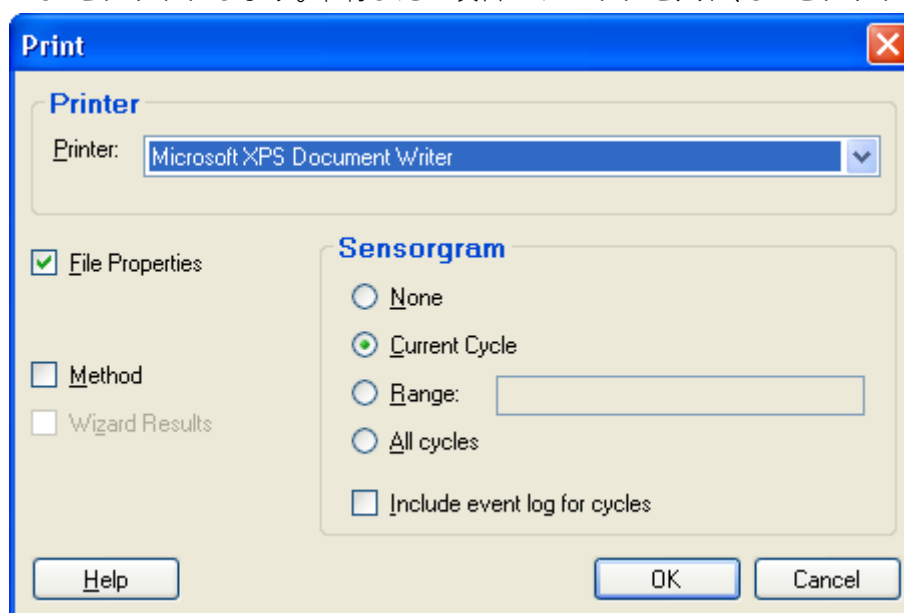 Print
Printer
Printer:
Microsoft XPS Document Writer
File Properties
Method
Wizard Results
Sensorgram
None
Current Cycle
Range:
All cycles
Include event log for cycles
Help
OK
Cancel